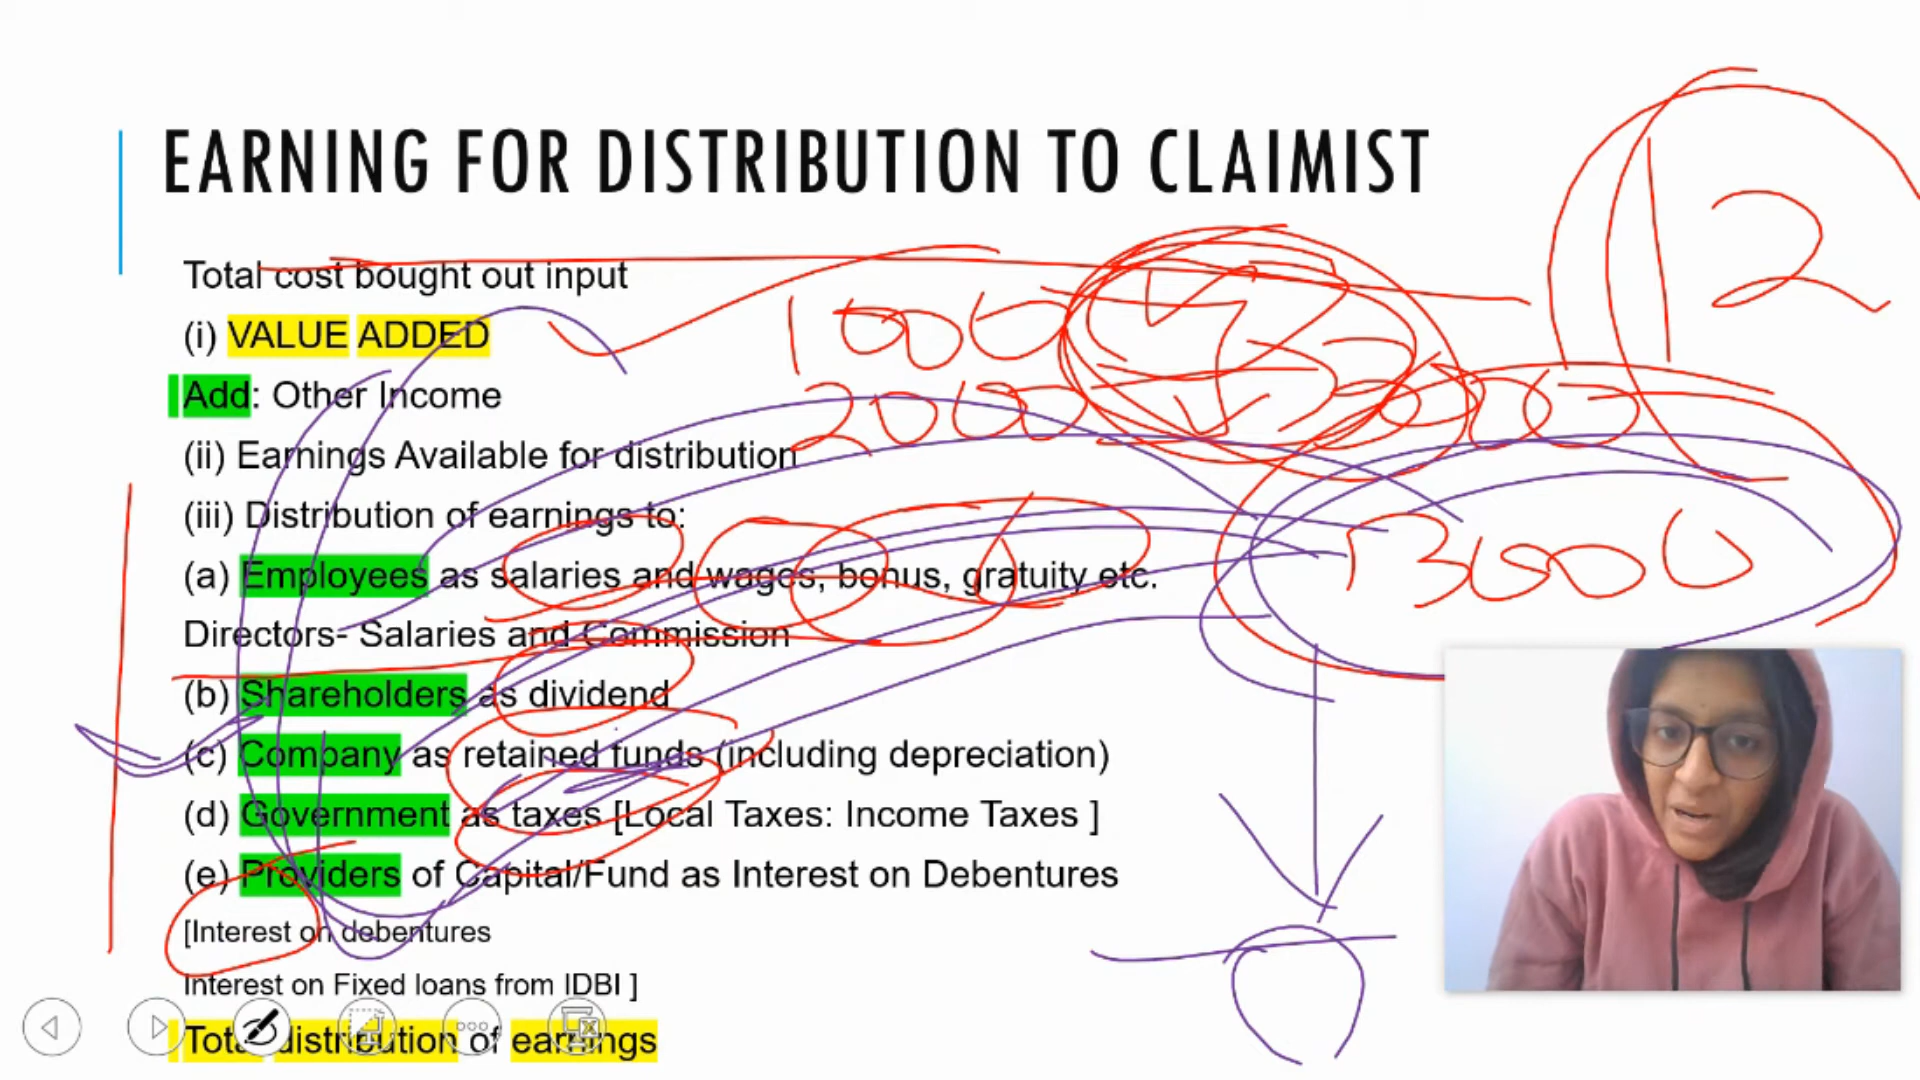 EARNING FOR DISTRIBUTION TO CLAIMIST
Total cost bought out input
(i) VALUE ADDED
Add: Other Income
(ii) Earnings Available for distribution
(iii) Distribution of earnings to:
(a) Employees as salaries and wages, bonus, gratuity etc.
Directors- Salaries and Commission
(b) Shareholders as dividend
(c) Company as retained funds (including depreciation)
(d) Government as taxes [Local Taxes: Income Taxes ]
(e) Providers of Capital/Fund as Interest on Debentures
[Interest on debentures
Interest on Fixed loans from IDBI ]
Total distribution of earnings
12
1000
2000
13000